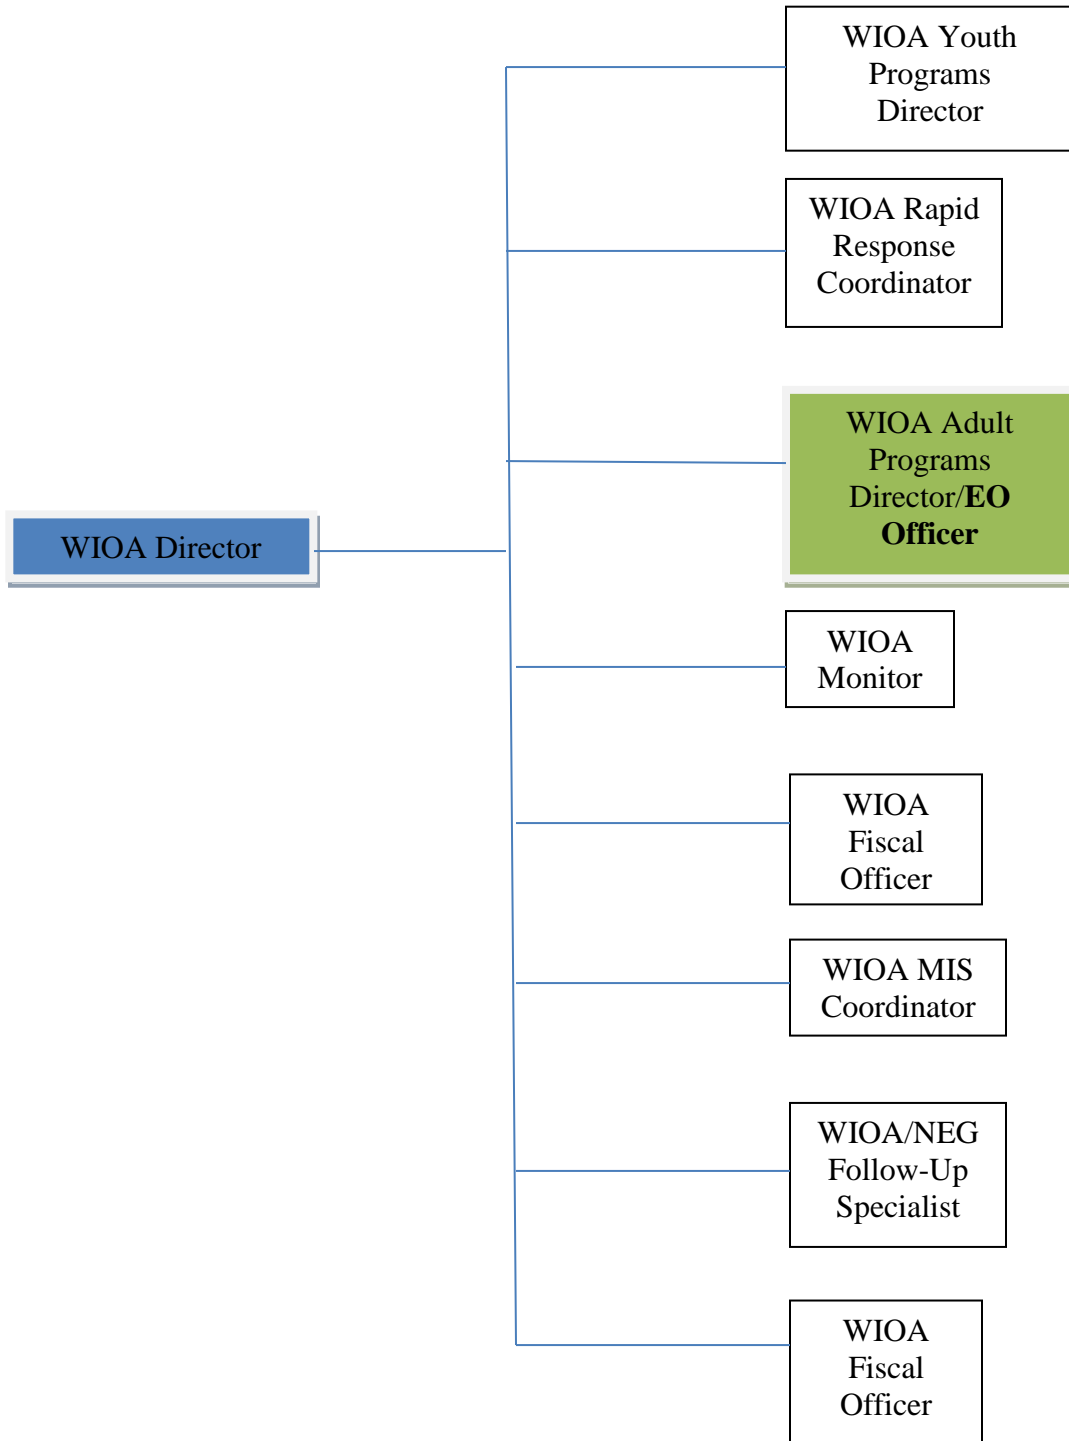 WIOA Youth
Programs
Director
WIOA Rapid
Response
Coordinator
WIOA Adult
Programs
Director/EO
Officer
WIOA Director
WIOA
Monitor
WIOA
Fiscal
Officer
WIOA MIS
Coordinator
WIOA/NEG
Follow-Up
Specialist
WIOA
Fiscal
Officer